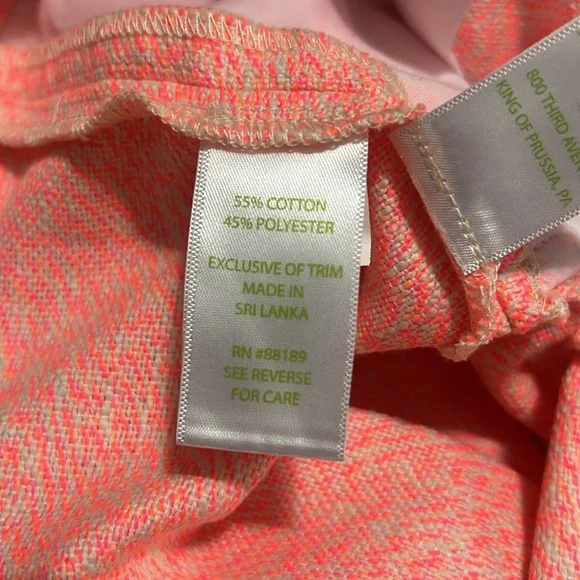 55% COTTON
45% POLYESTER
EXCLUSIVE OF TRIM
MADE IN
SRI LANKA
RN #88189
SEE REVERSE
FOR CARE
800 THIRD AVE
KING OF PRUSSIA, PA